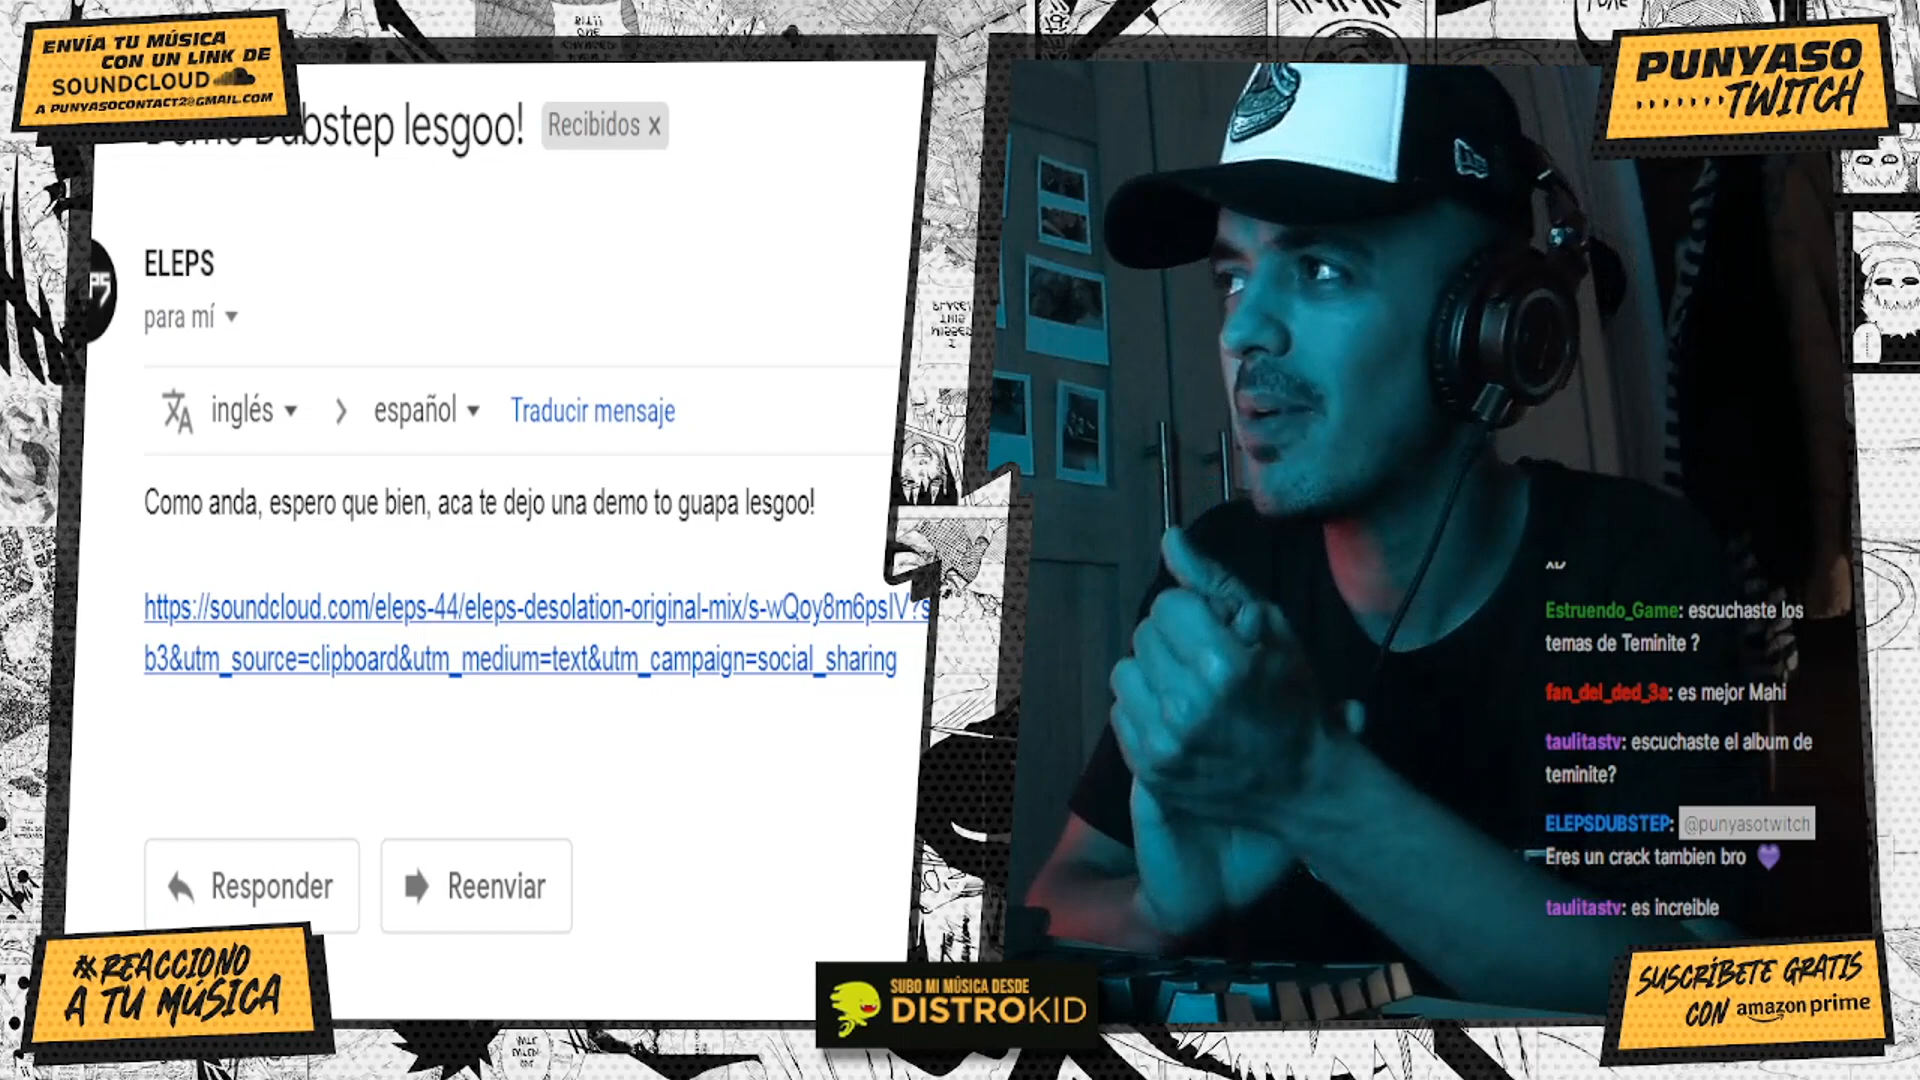 ENVÍA TU MÚSICA
CON UN LINK DE
SOUNDCLOUD
A PUNYASOCONTACT2@GMAIL.COM
Dubstep lesgoo!
Recibidos x
ELEPS
para mí
inglés > español Traducir mensaje
Como anda, espero que bien, aca te dejo una demo to guapa lesgoo!
https://soundcloud.com/eleps-44/eleps-desolation-original-mix/s-wQoy8m6psIV?s
b3&utm_source=clipboard&utm_medium=text&utm_campaign=social_sharing
Responder
Reenviar
#REACCIONO
A TU MÚSICA
SUBO MI MÚSICA DESDE
DISTROKID
PUNYASO
TWITCH
Estruendo_Game: escuchaste los
temas de Teminite ?
fan_del_ded_3a: es mejor Mahi
taulitastv: escuchaste el album de
teminite?
ELEPSDUBSTEP: @punyasotwitch
Eres un crack tambien bro 💜
taulitastv: es increible
SUSCRÍBETE GRATIS
CON amazon prime